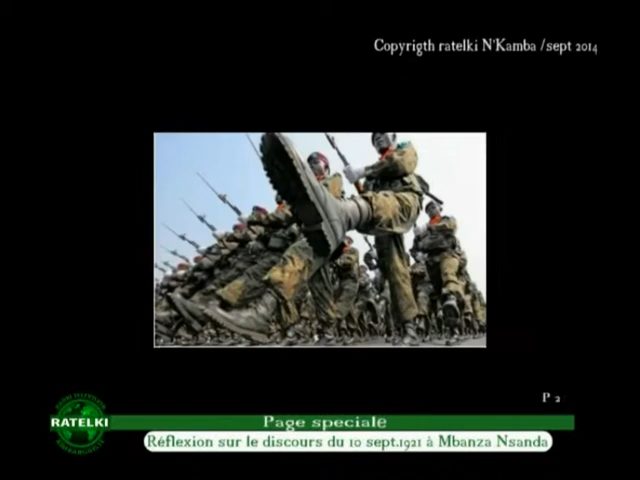 Copyrigth ratelki N'Kamba /sept 2014
P 2
RATELKI
Page speciale
Réflexion sur le discours du 10 sept.1921 à Mbanza Nsanda